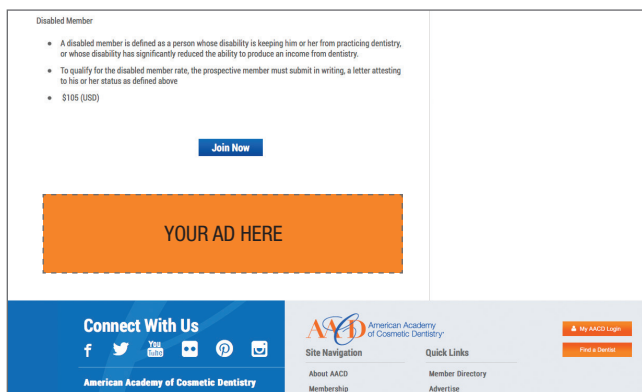 Disabled Member
A disabled member is defined as a person whose disability is keeping him or her from practicing dentistry,
or whose disability has significantly reduced the ability to produce an income from dentistry.
To qualify for the disabled member rate, the prospective member must submit in writing, a letter attesting
to his or her status as defined above
$105 (USD)
Join Now
YOUR AD HERE
Connect With Us
You
Tube
American Academy of Cosmetic Dentistry
AACD
American Academy
of Cosmetic Dentistry
Site Navigation
About AACD
Membership
Quick Links
Member Directory
Advertise
My AACD Login
Find a Dentist